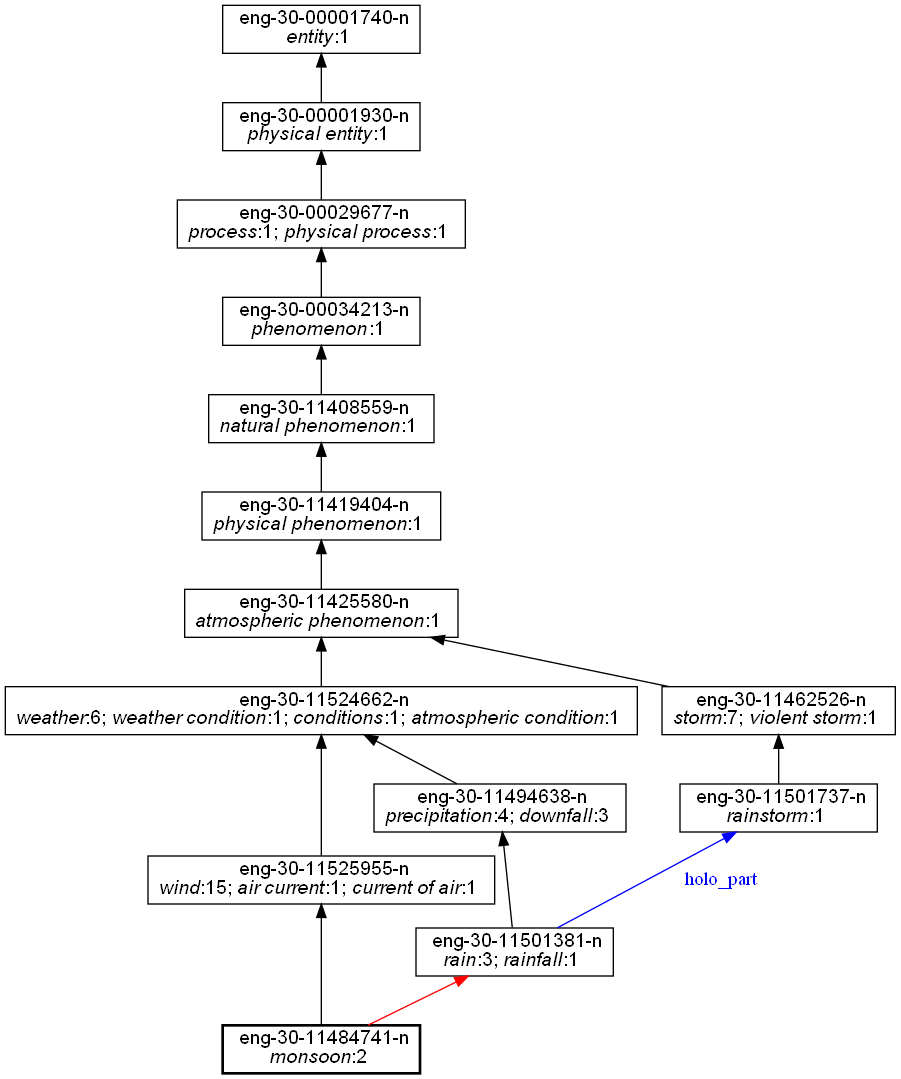 eng-30-00001740-n
entity:1
eng-30-00001930-n
physical entity:1
eng-30-00029677-n
process:1; physical process:1
eng-30-00034213-n
phenomenon:1
eng-30-11408559-n
natural phenomenon:1
eng-30-11419404-n
physical phenomenon:1
eng-30-11425580-n
atmospheric phenomenon:1
eng-30-11524662-n
weather:6; weather condition:1; conditions:1; atmospheric condition:1
eng-30-11462526-n
storm:7; violent storm:1
eng-30-11494638-n
precipitation:4; downfall:3
eng-30-11501737-n
rainstorm:1
eng-30-11525955-n
wind:15; air current:1; current of air:1
holo_part
eng-30-11501381-n
rain:3; rainfall:1
eng-30-11484741-n
monsoon:2